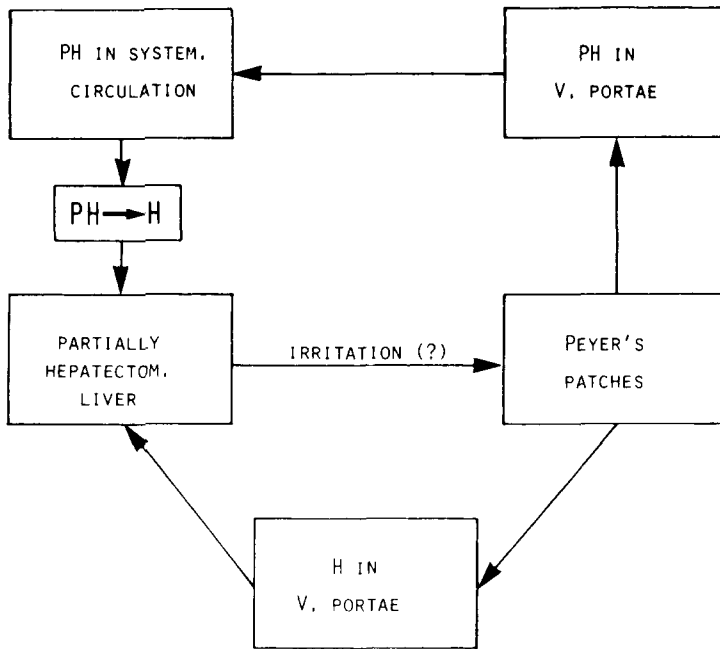 PH IN SYSTEM.
CIRCULATION
PH IN
V. PORTAE
PH→H
PARTIALLY
HEPATECTOM.
LIVER
IRRITATION (?)
PEYER'S
PATCHES
H IN
V. PORTAE